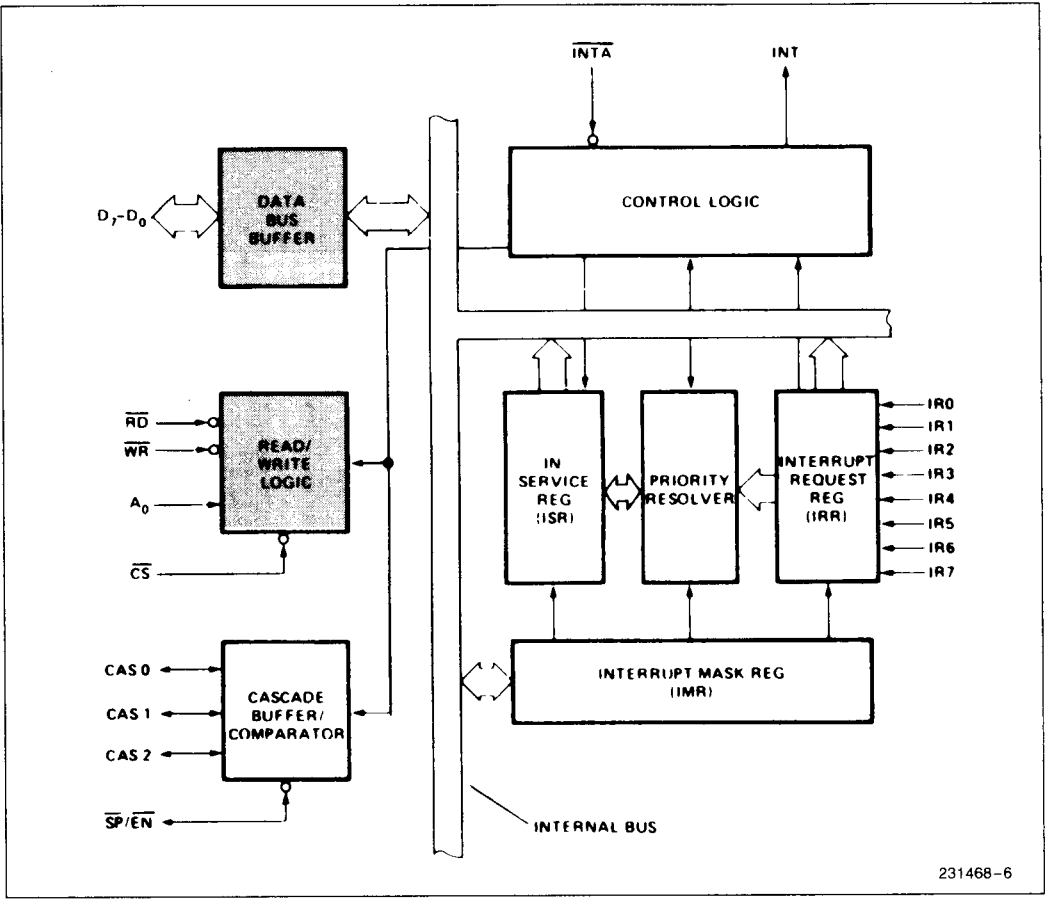 INTA
INT
CONTROL LOGIC
D7-D0
DATA
BUS
BUFFER
RD
WR
A0
CS
READ/
WRITE
LOGIC
IN
SERVICE
REG
(ISR)
PRIORITY
RESOLVER
INTERRUPT
REQUEST
REG
(IRR)
IR0
IR1
IR2
IR3
IR4
IR5
IR6
IR7
CAS 0
CAS 1
CAS 2
SP/EN
CASCADE
BUFFER/
COMPARATOR
INTERRUPT MASK REG
(IMR)
INTERNAL BUS
231468-6